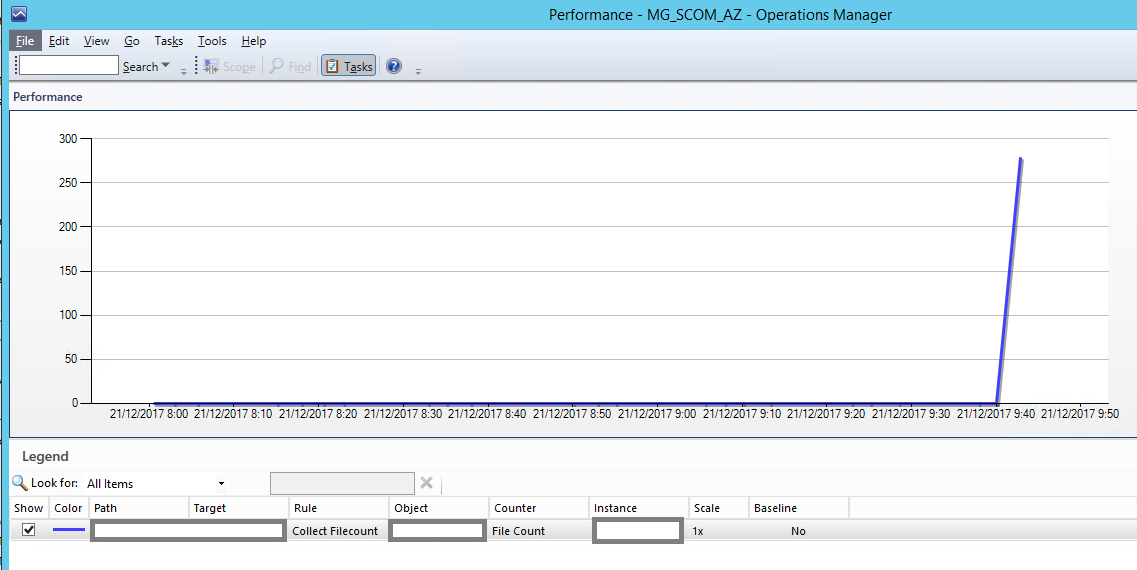 Performance - MG_SCOM_AZ - Operations Manager
File Edit View Go Tasks Tools Help
Search Scope Find Tasks
Performance
300
250
200
150
100
50
0
21/12/2017 8:00 21/12/2017 8:10 21/12/2017 8:20 21/12/2017 8:30 21/12/2017 8:40 21/12/2017 8:50 21/12/2017 9:00 21/12/2017 9:10 21/12/2017 9:20 21/12/2017 9:30 21/12/2017 9:40 21/12/2017 9:50
Legend
Look for: All Items
Show Color Path Target Rule Object Counter Instance Scale Baseline
Collect Filecount File Count 1x No